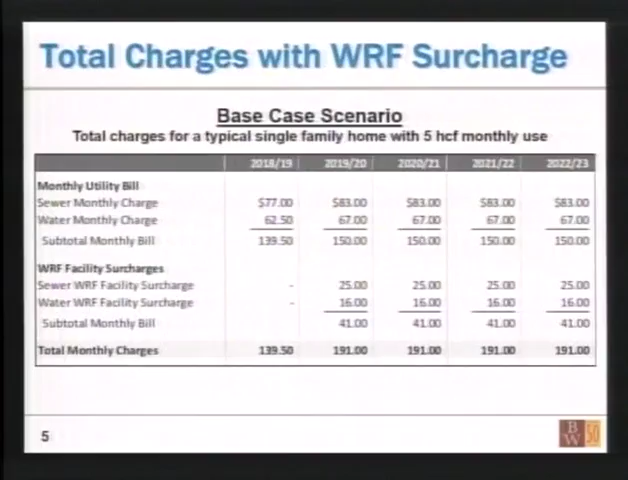 Total Charges with WRF Surcharge
Base Case Scenario
Total charges for a typical single family home with 5 hcf monthly use
2018/19 2019/20 2020/21 2021/22 2022/23
Monthly Utility Bill
Sewer Monthly Charge $77.00 $83.00 $83.00 $83.00 $83.00
Water Monthly Charge 62.50 67.00 67.00 67.00 67.00
Subtotal Monthly Bill 139.50 150.00 150.00 150.00 150.00
WRF Facility Surcharges
Sewer WRF Facility Surcharge - 25.00 25.00 25.00 25.00
Water WRF Facility Surcharge - 16.00 16.00 16.00 16.00
Subtotal Monthly Bill 41.00 41.00 41.00 41.00
Total Monthly Charges 139.50 191.00 191.00 191.00 191.00
5
B
W 50